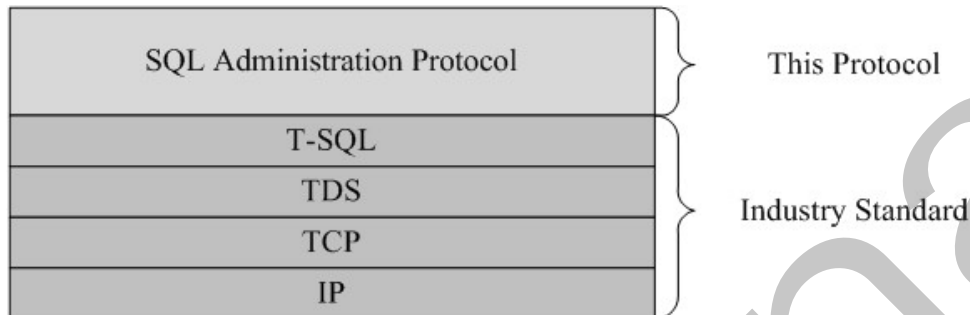 SQL Administration Protocol
This Protocol
T-SQL
TDS
Industry Standard
TCP
IP